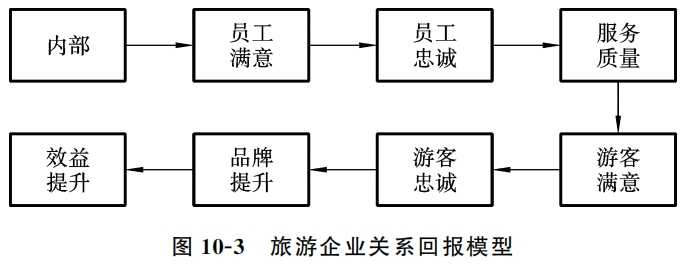 内部
员工
满意
员工
忠诚
服务
质量
效益
提升
品牌
提升
游客
忠诚
游客
满意
图 10-3 旅游企业关系回报模型